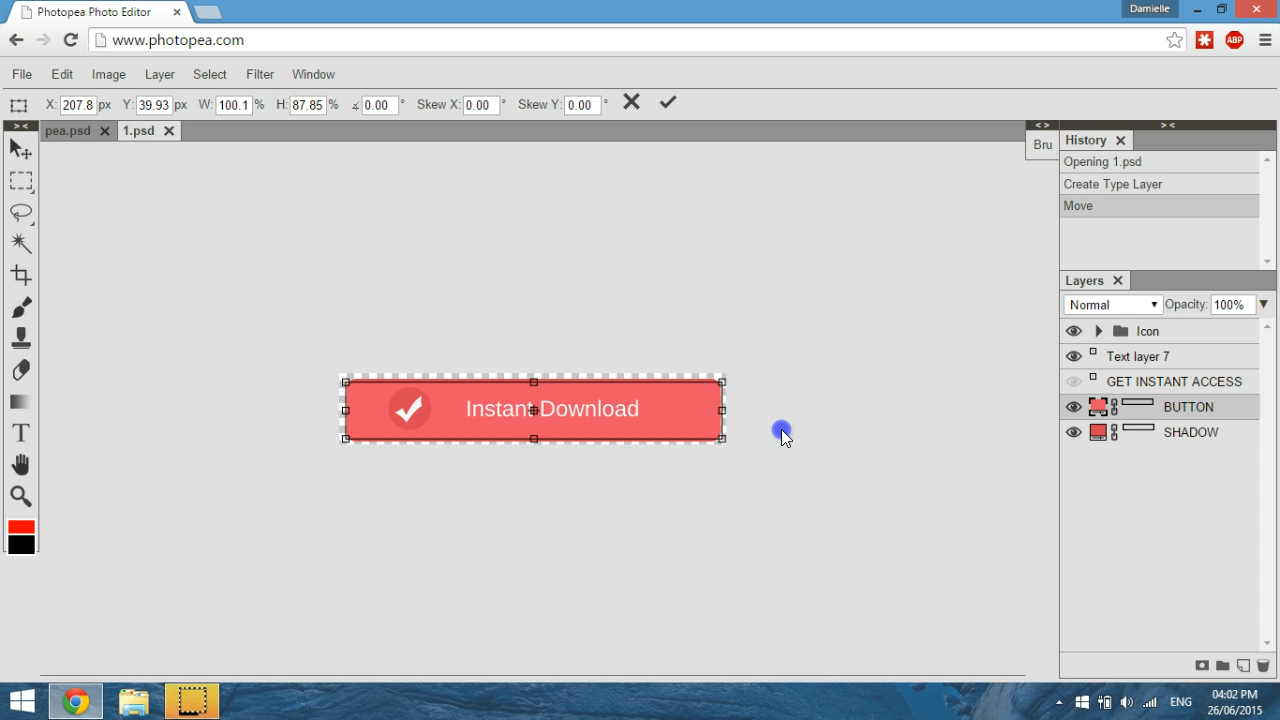 Photopea Photo Editor
Damielle
www.photopea.com
ABP
File Edit Image Layer Select Filter Window
X: 207.8 px Y: 39.93 px W: 100.1 % H: 87.85 % 0.00 ° Skew X: 0.00 ° Skew Y: 0.00 °
pea.psd 1.psd
Bru
History
Opening 1.psd
Create Type Layer
Move
Layers
Normal Opacity: 100%
Icon
Text layer 7
GET INSTANT ACCESS
BUTTON
SHADOW
Instant Download
T
ENG
04:02 PM
26/06/2015